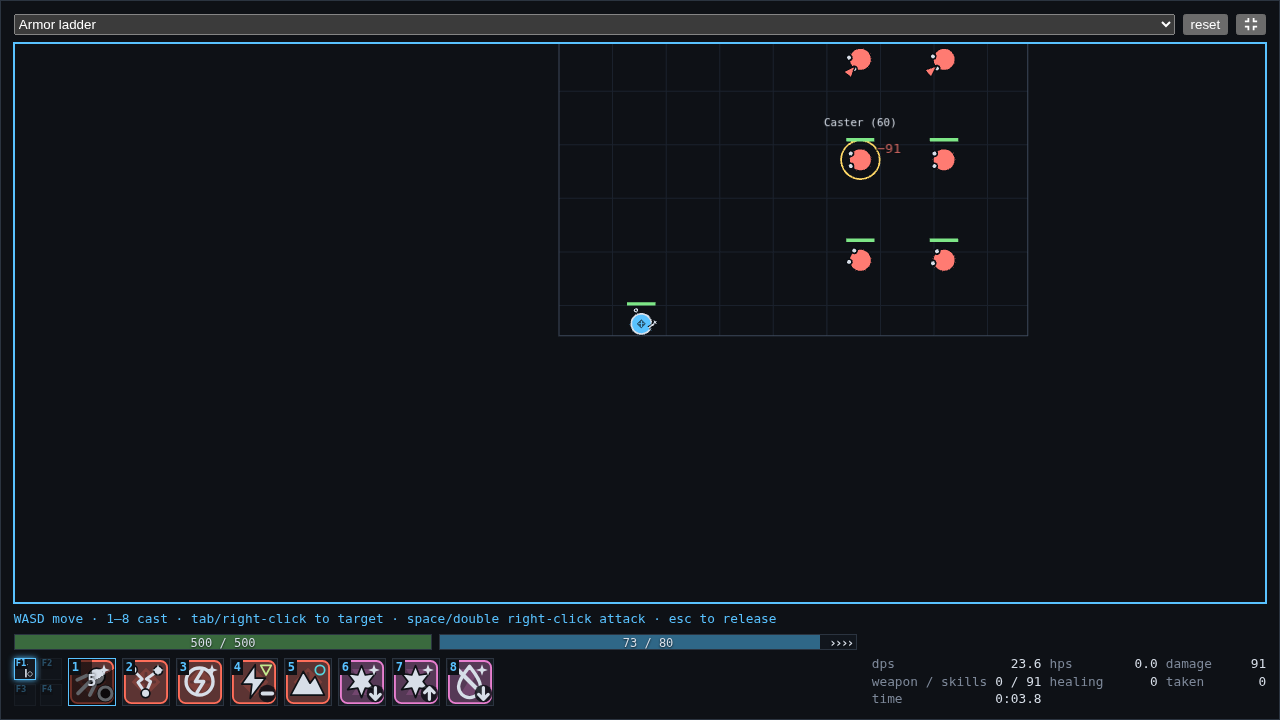 Armor ladder
reset
Caster (60)
−91
WASD move · 1–8 cast · tab/right-click to target · space/double right-click attack · esc to release
500 / 500
73 / 80
››››
F1 F2
F3 F4
1 5 2 3 4 5 6 7 8
dps 23.6 hps 0.0 damage 91
weapon / skills 0 / 91 healing 0 taken 0
time 0:03.8